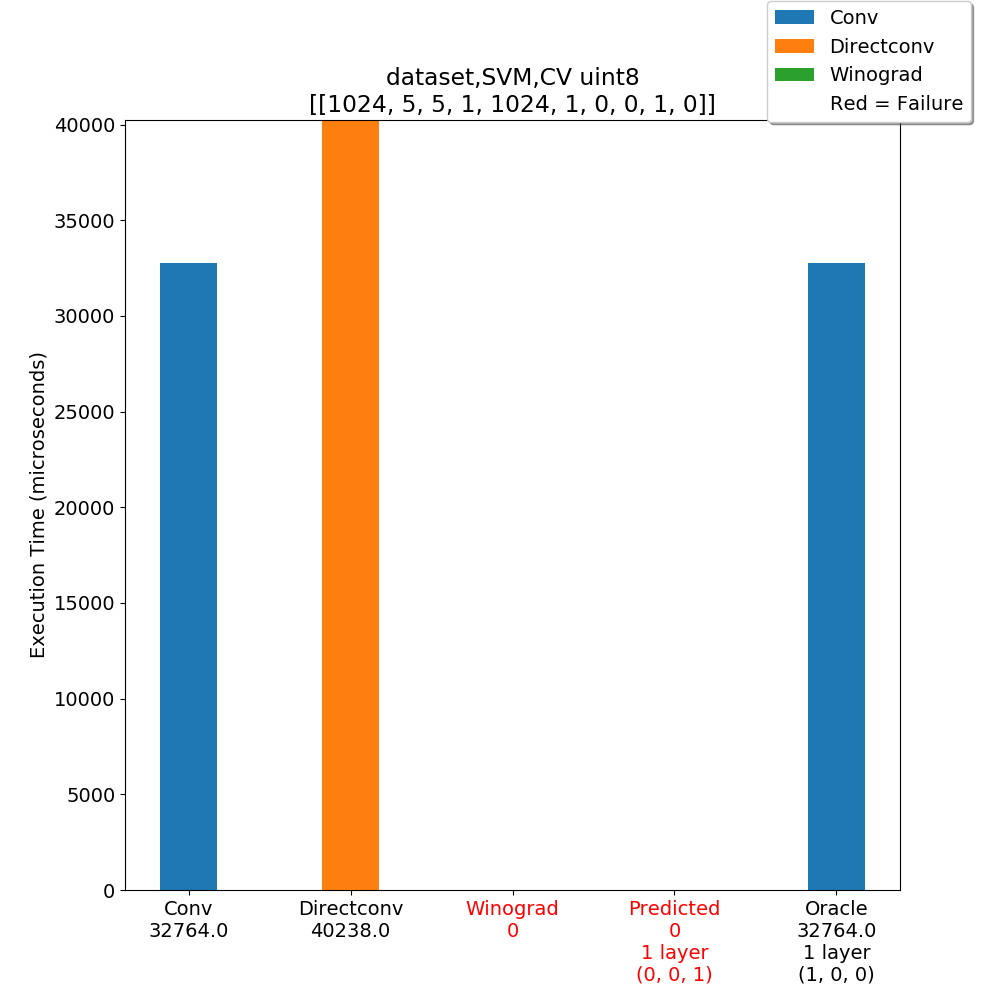 Conv
Directconv
Winograd
Red = Failure
dataset,SVM,CV uint8
[[1024, 5, 5, 1, 1024, 1, 0, 0, 1, 0]]
Execution Time (microseconds)
40000
35000
30000
25000
20000
15000
10000
5000
0
Conv
32764.0
Directconv
40238.0
Winograd
0
Predicted
0
1 layer
(0, 0, 1)
Oracle
32764.0
1 layer
(1, 0, 0)